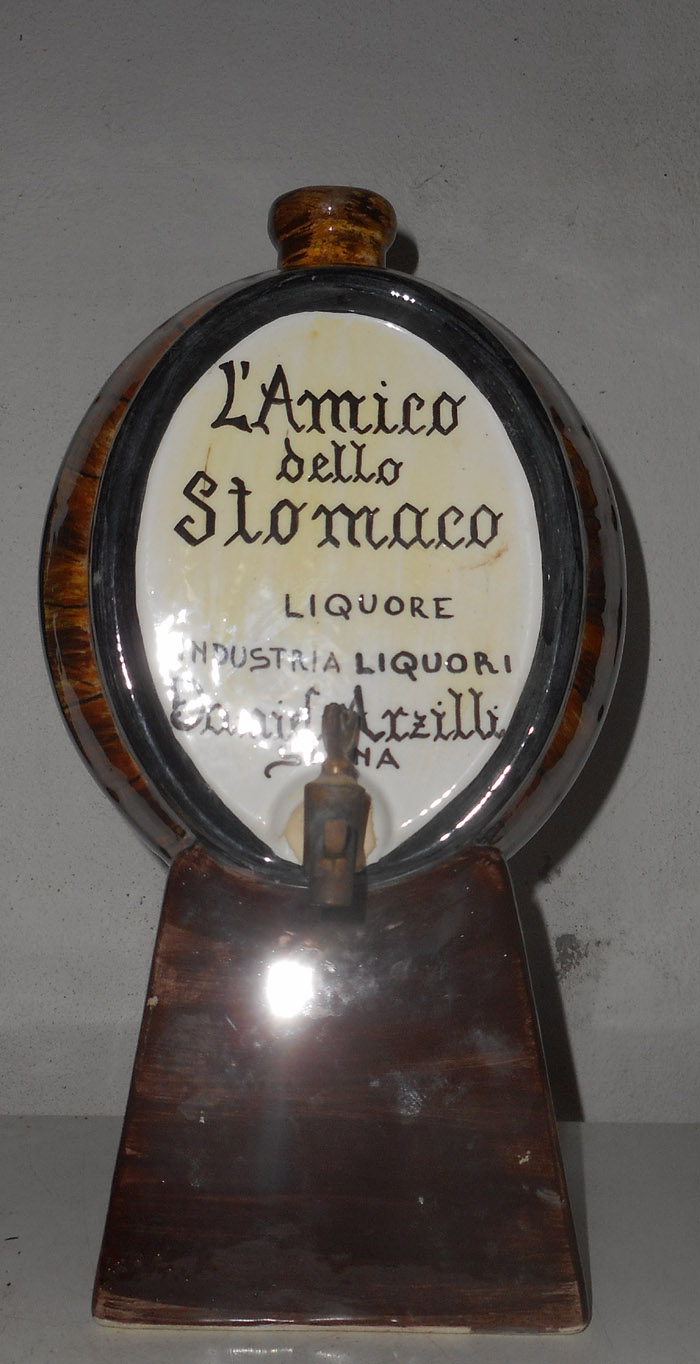 L'Amico
dello
Stomaco
LIQUORE
INDUSTRIA LIQUORI
Arzilli